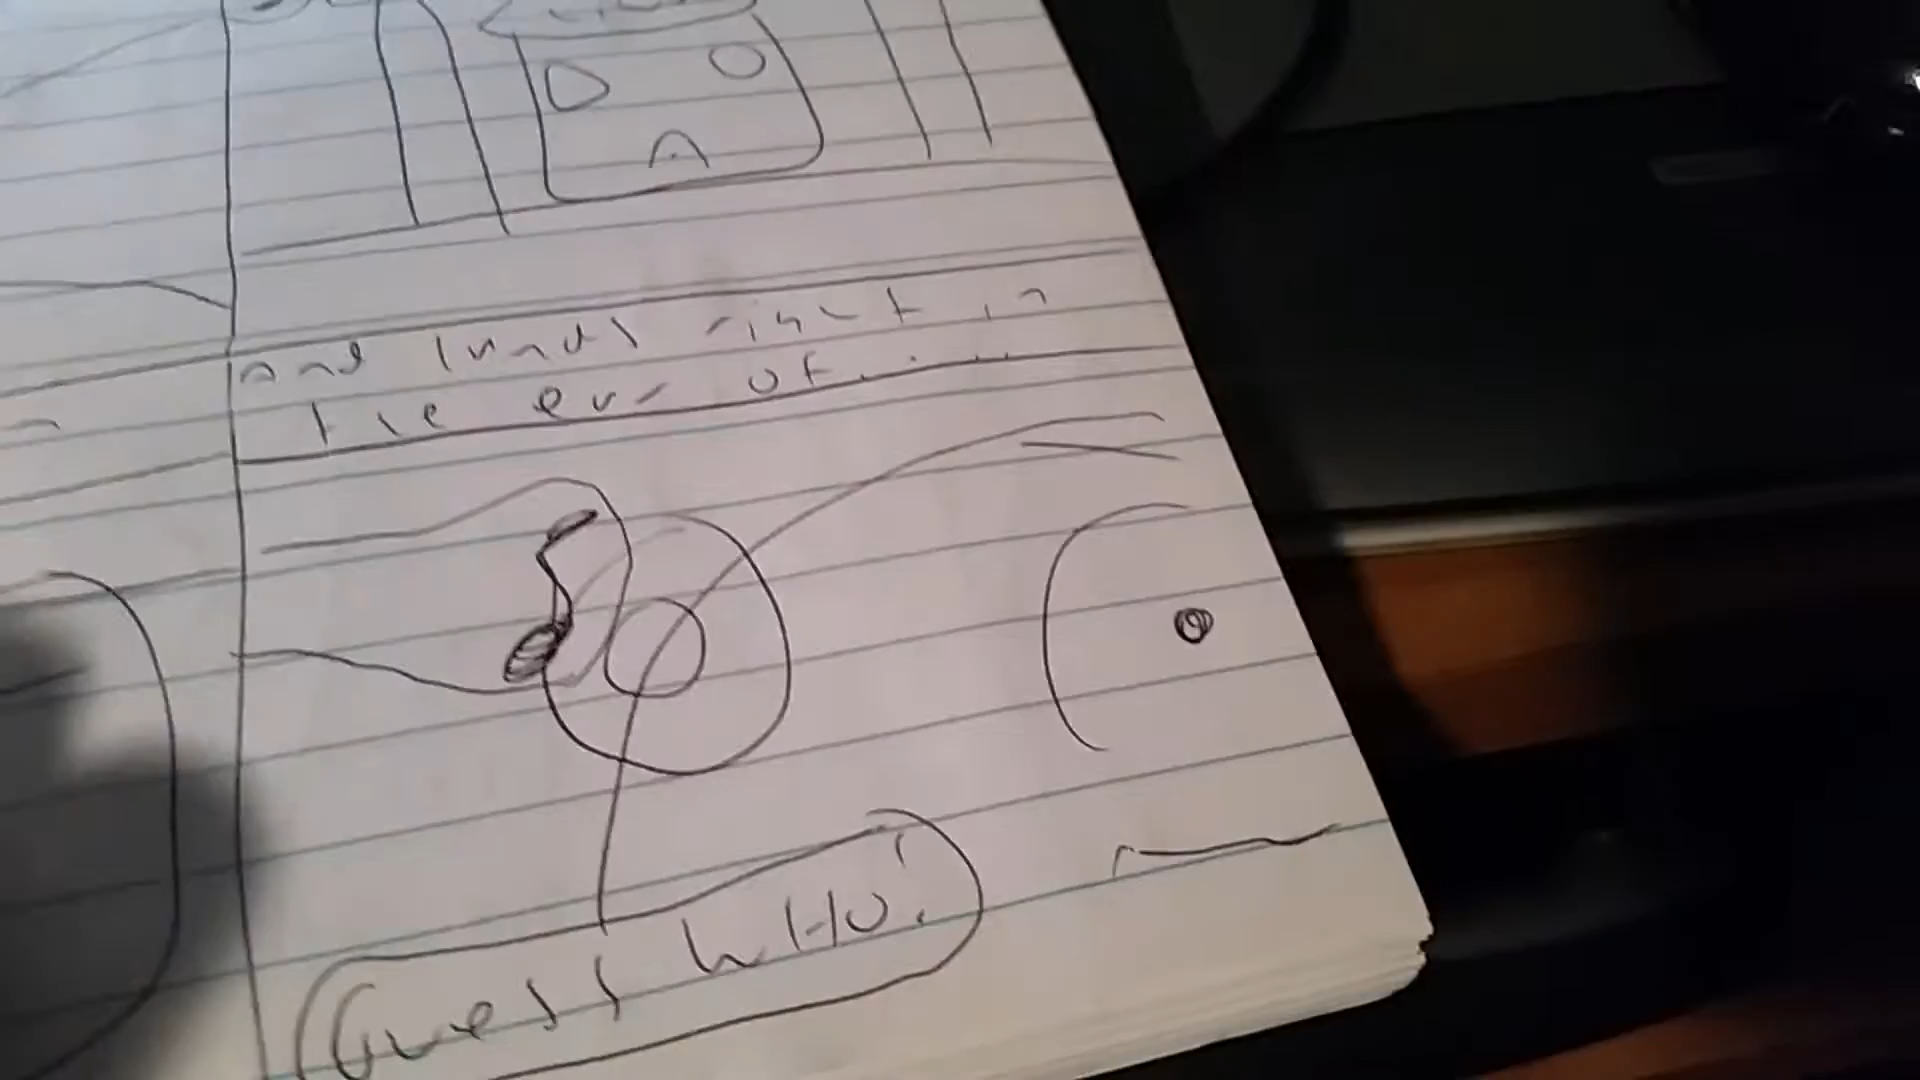 and lands right in
the eye of.....
Guess WHO!